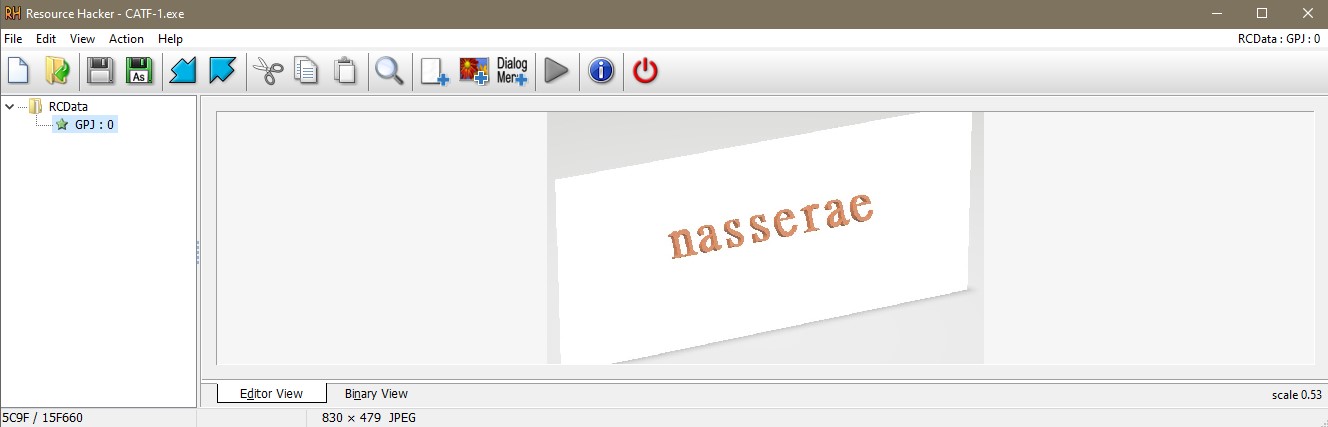 RH Resource Hacker - CATF-1.exe
File Edit View Action Help
RCData : GPJ : 0
As
Dialog
Menu
RCData
GPJ : 0
nasserae
Editor View Binary View
scale 0.53
5C9F / 15F660
830 × 479 JPEG